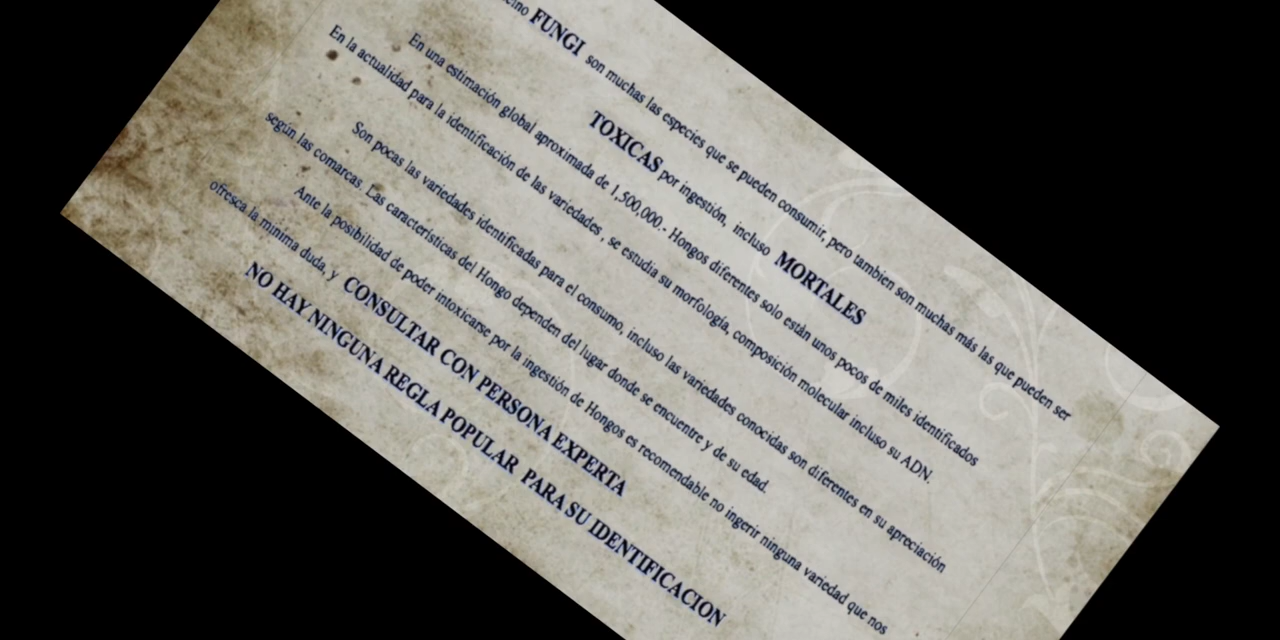 FUNGI son muchas las especies que se pueden consumir, pero tambien son muchas más las que pueden ser
TOXICAS por ingestión, incluso MORTALES
En una estimación global aproximada de 1,500,000.- Hongos diferentes solo están unos pocos de miles identificados
En la actualidad para la identificación de las variedades , se estudia su morfología, composición molecular incluso su ADN.
Son pocas las variedades identificadas para el consumo, incluso las variedades conocidas son diferentes en su apreciación
según las comarcas. Las características del Hongo dependen del lugar donde se encuentre y de su edad.
Ante la posibilidad de poder intoxicarse por la ingestión de Hongos es recomendable no ingerir ninguna variedad que nos
ofresca la mínima duda, y CONSULTAR CON PERSONA EXPERTA
NO HAY NINGUNA REGLA POPULAR PARA SU IDENTIFICACION